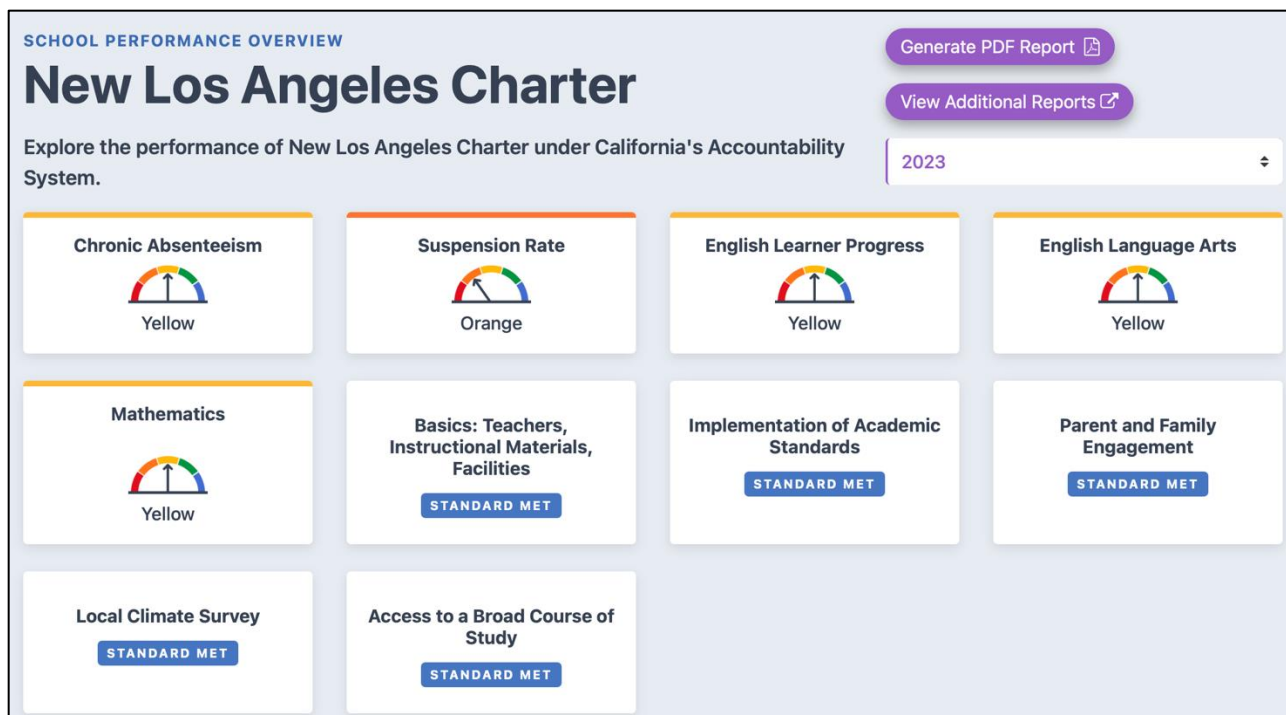 SCHOOL PERFORMANCE OVERVIEW
New Los Angeles Charter
Explore the performance of New Los Angeles Charter under California's Accountability
System.
Generate PDF Report
View Additional Reports
2023
Chronic Absenteeism
Yellow
Suspension Rate
Orange
English Learner Progress
Yellow
English Language Arts
Yellow
Mathematics
Yellow
Basics: Teachers,
Instructional Materials,
Facilities
STANDARD MET
Implementation of Academic
Standards
STANDARD MET
Parent and Family
Engagement
STANDARD MET
Local Climate Survey
STANDARD MET
Access to a Broad Course of
Study
STANDARD MET